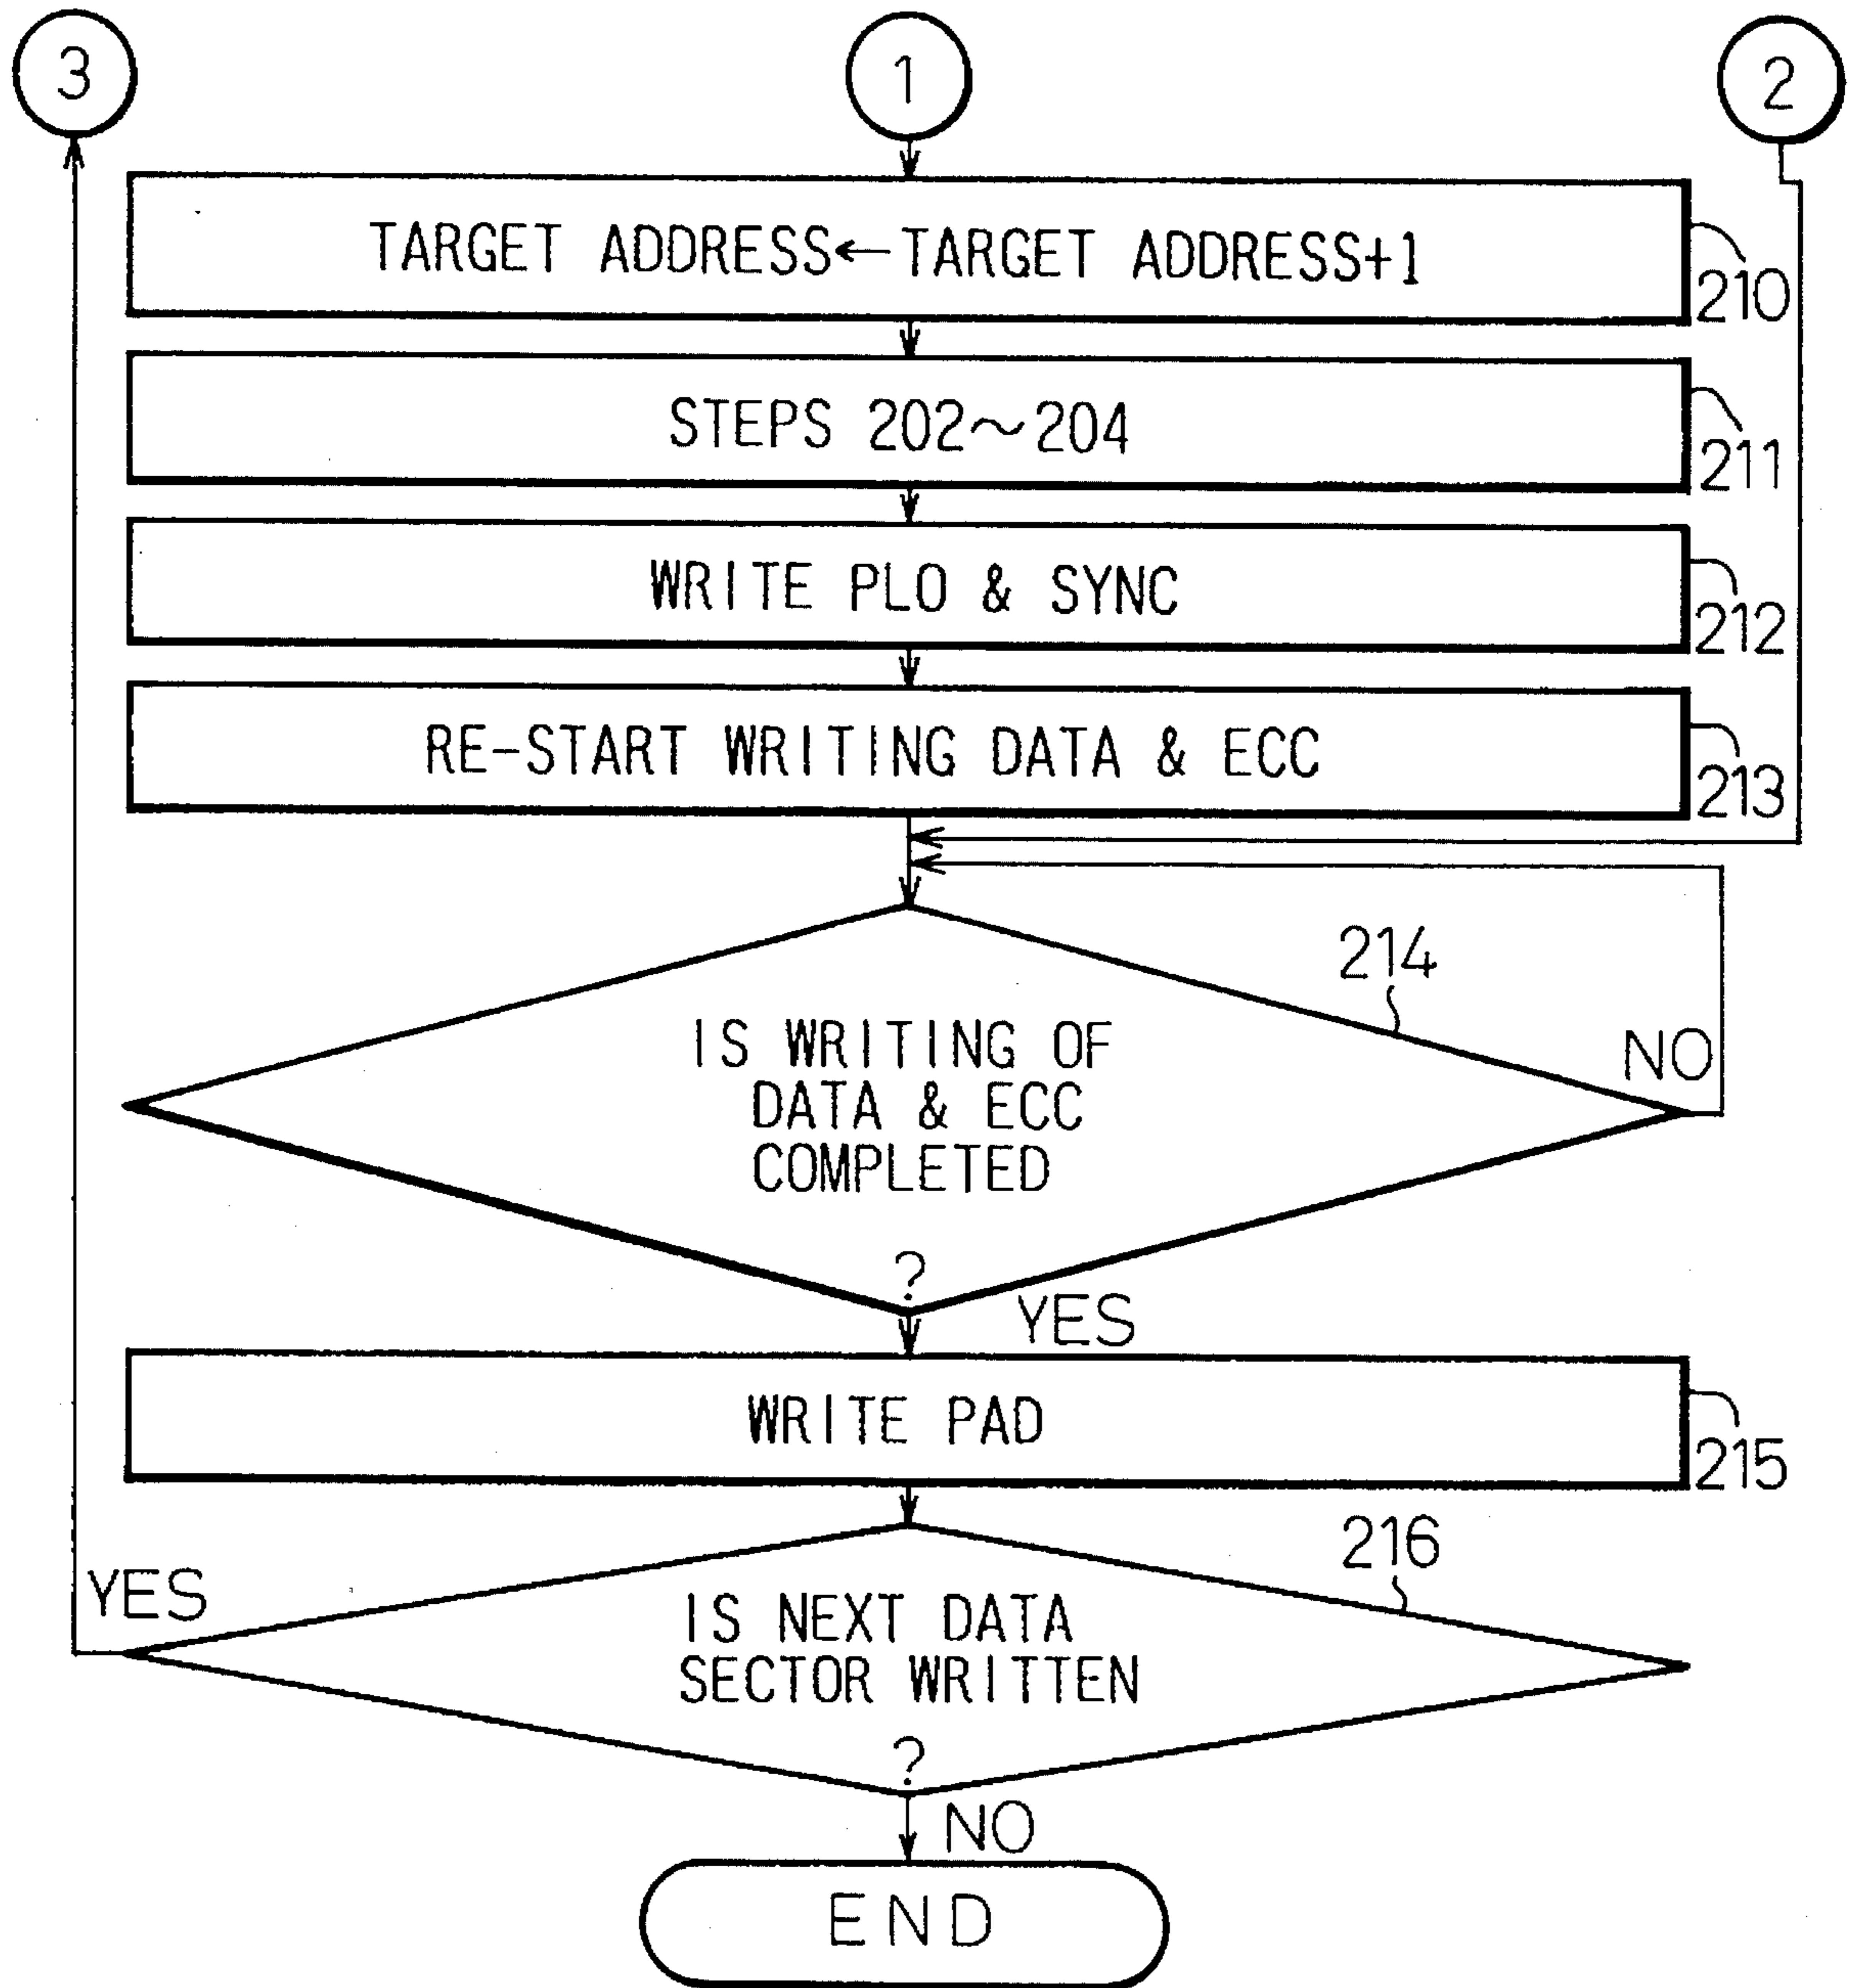 3
1
2
TARGET ADDRESS←TARGET ADDRESS+1
210
STEPS 202~204
211
WRITE PLO & SYNC
212
RE-START WRITING DATA & ECC
213
214
IS WRITING OF
DATA & ECC
COMPLETED
?
NO
YES
WRITE PAD
215
216
YES
IS NEXT DATA
SECTOR WRITTEN
?
NO
END